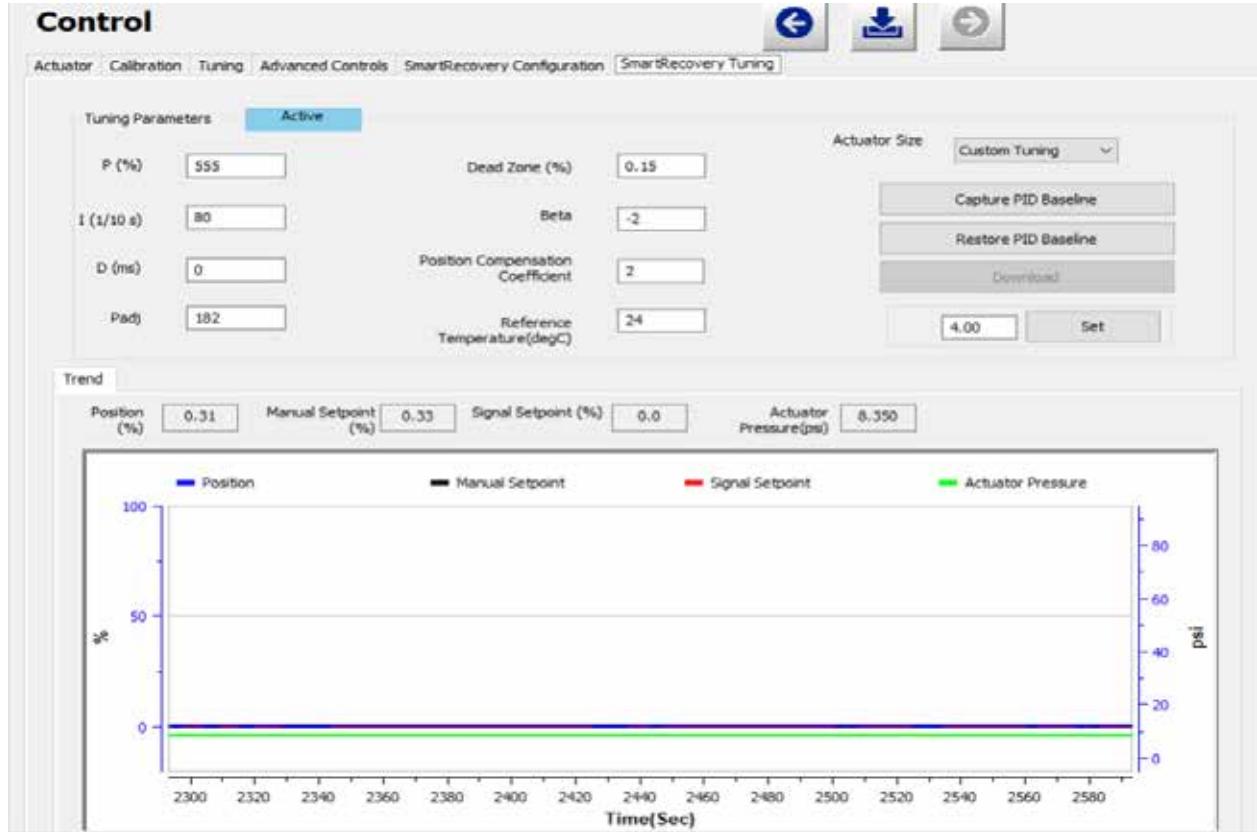 Control
Actuator Calibration Tuning Advanced Controls SmartRecovery Configuration SmartRecovery Tuning
Tuning Parameters Active
Actuator Size Custom Tuning
P (%) 555 Dead Zone (%) 0.15
Capture PID Baseline
I (1/10 s) 80 Beta -2
Restore PID Baseline
D (ms) 0 Position Compensation Coefficient 2
Download
Padj 182 Reference Temperature(degC) 24
4.00 Set
Trend
Position (%) 0.31 Manual Setpoint (%) 0.33 Signal Setpoint (%) 0.0 Actuator Pressure(psi) 8.350
Position Manual Setpoint Signal Setpoint Actuator Pressure
100
50
0
%
80
60
40
20
0
psi
2300 2320 2340 2360 2380 2400 2420 2440 2460 2480 2500 2520 2540 2560 2580
Time(Sec)